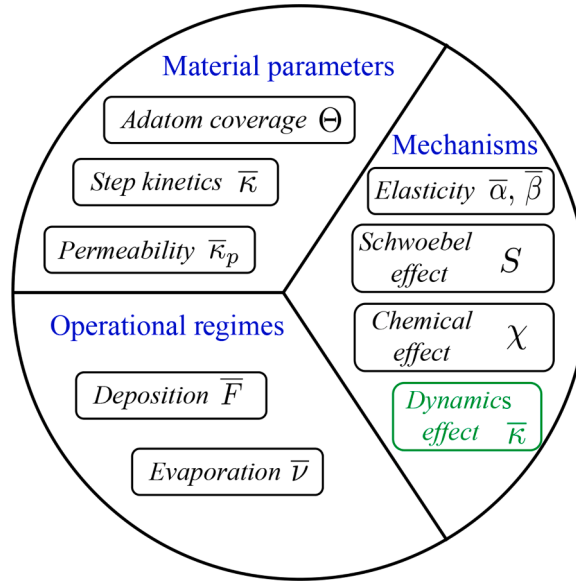 Material parameters
Adatom coverage Θ
Step kinetics κ̅
Permeability κ̅ₚ
Mechanisms
Elasticity α̅, β̅
Schwoebel
effect S
Chemical
effect χ
Dynamics
effect κ̅
Operational regimes
Deposition F̅
Evaporation ν̅